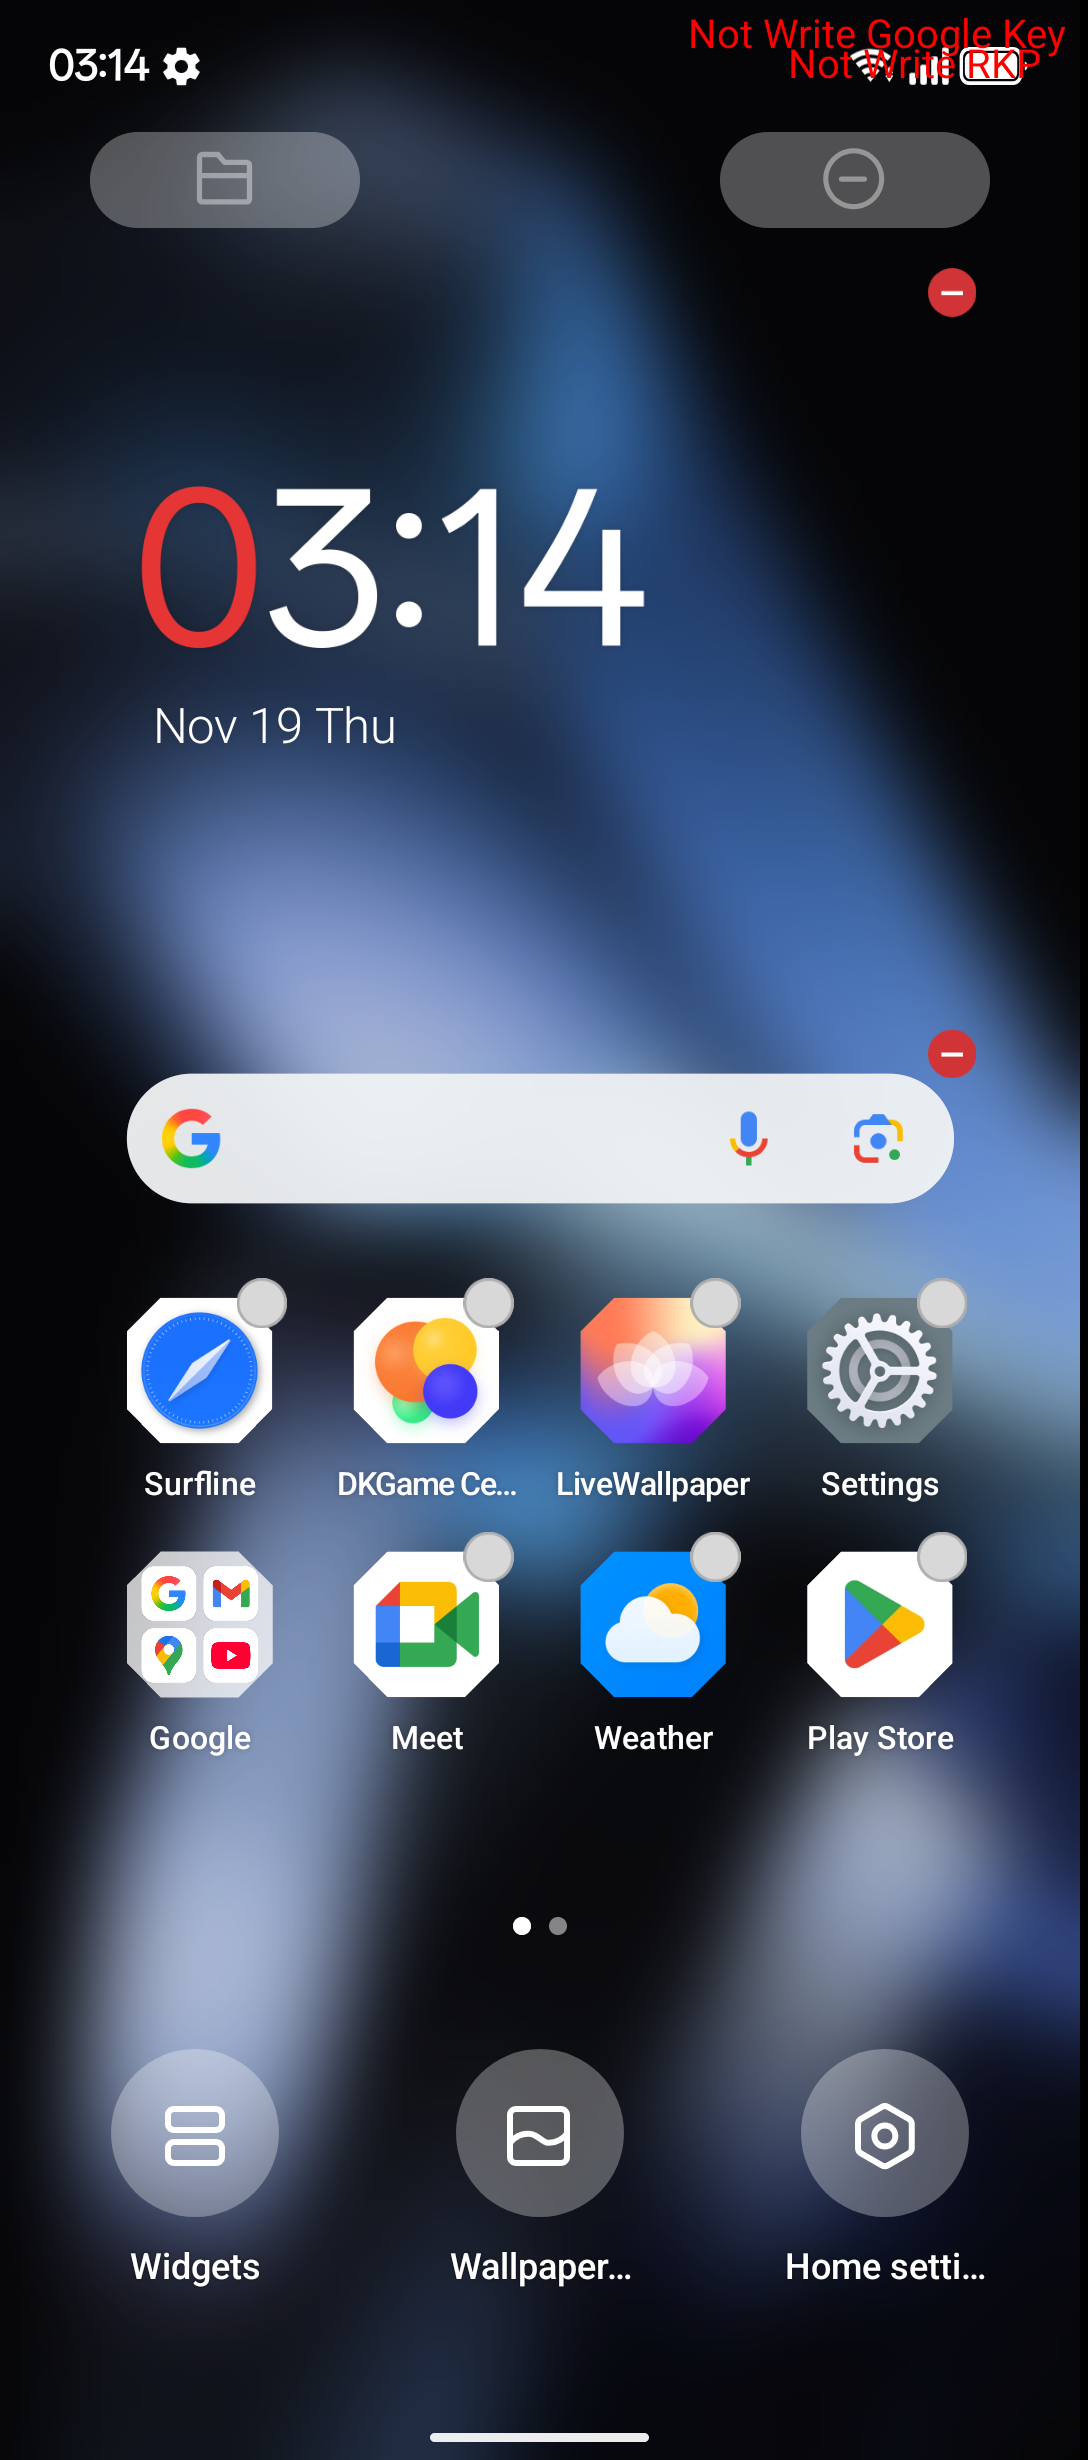 Not Write Google Key
03:14
Not Write RKP
03:14
Nov 19 Thu
Surfline
DKGame Ce...
LiveWallpaper
Settings
Google
Meet
Weather
Play Store
Widgets
Wallpaper...
Home setti...